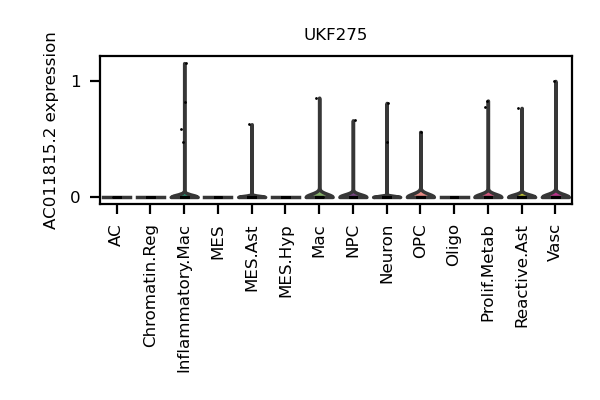 UKF275
AC011815.2 expression
1
0
AC
Chromatin.Reg
Inflammatory.Mac
MES
MES.Ast
MES.Hyp
Mac
NPC
Neuron
OPC
Oligo
Prolif.Metab
Reactive.Ast
Vasc